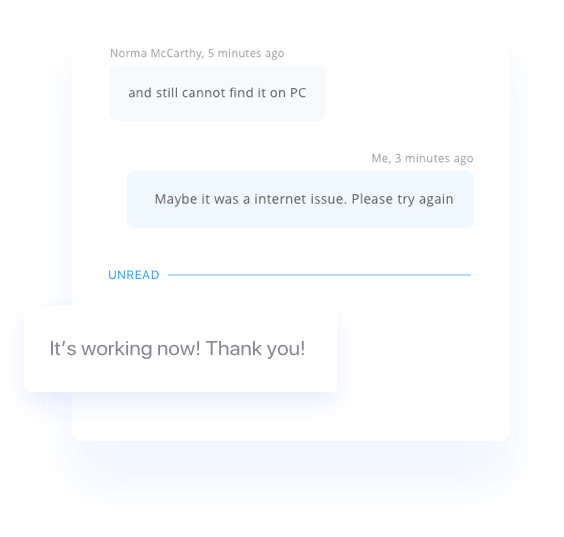 Norma McCarthy, 5 minutes ago
and still cannot find it on PC
Me, 3 minutes ago
Maybe it was a internet issue. Please try again
UNREAD
It's working now! Thank you!